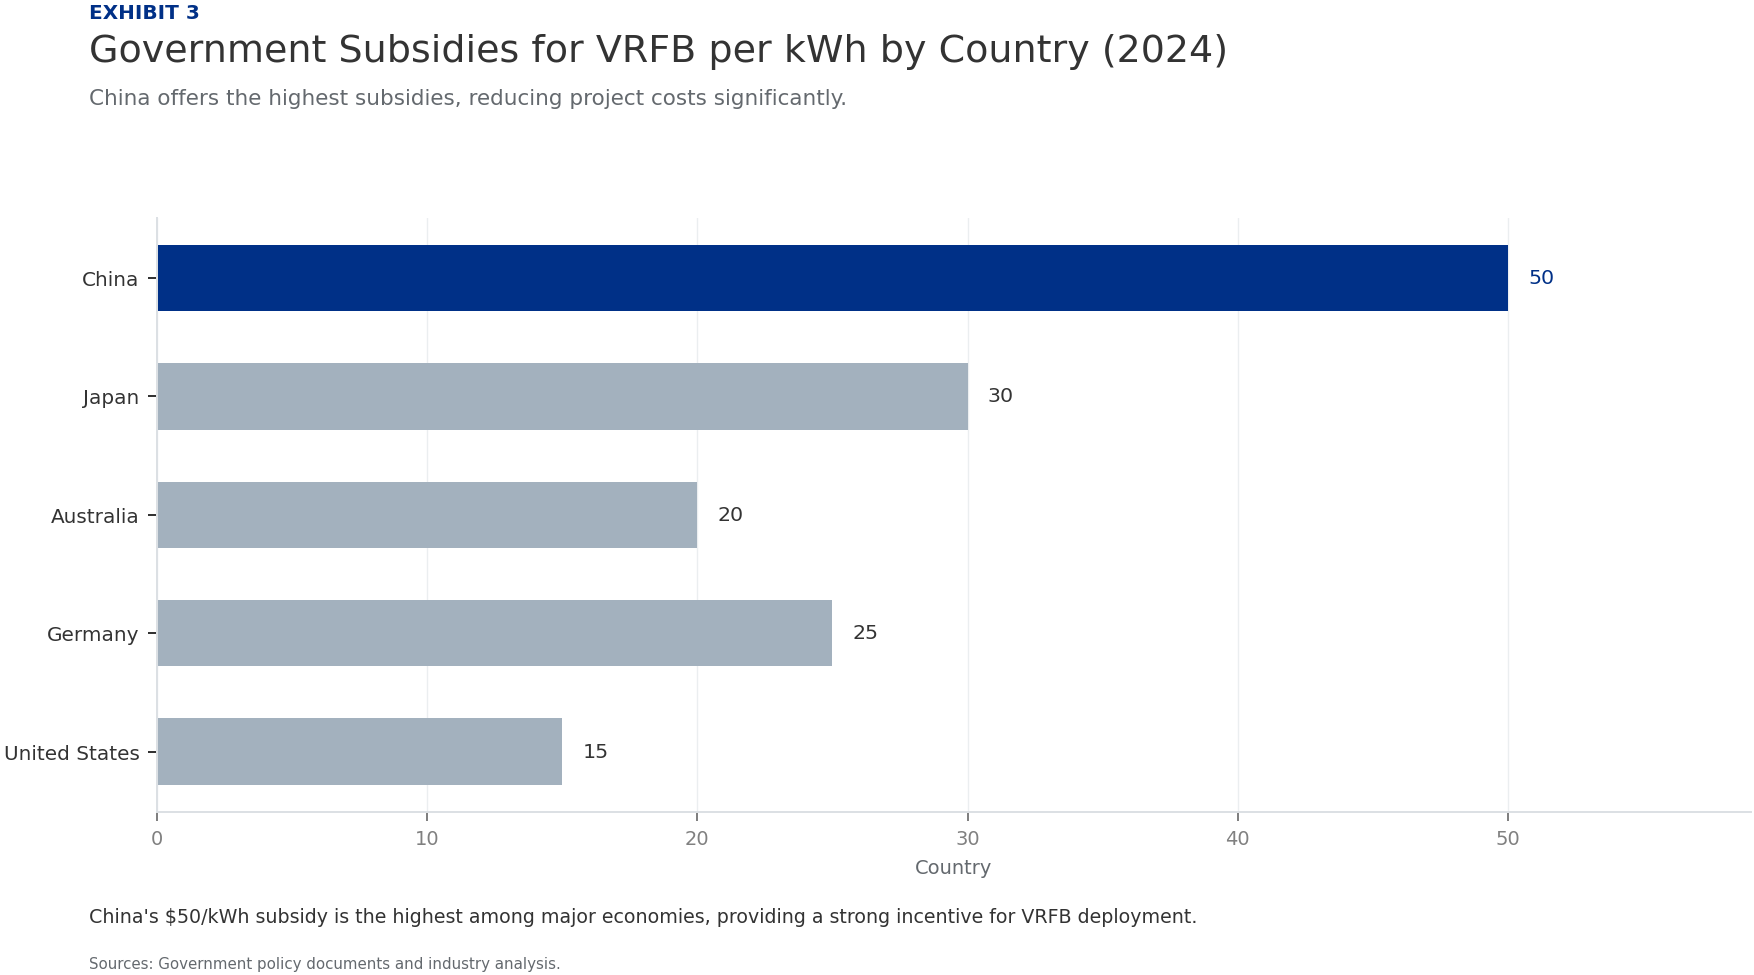 EXHIBIT 3
Government Subsidies for VRFB per kWh by Country (2024)
China offers the highest subsidies, reducing project costs significantly.
China
50
Japan
30
Australia
20
Germany
25
United States
15
0 10 20 30 40 50
Country
China's $50/kWh subsidy is the highest among major economies, providing a strong incentive for VRFB deployment.
Sources: Government policy documents and industry analysis.